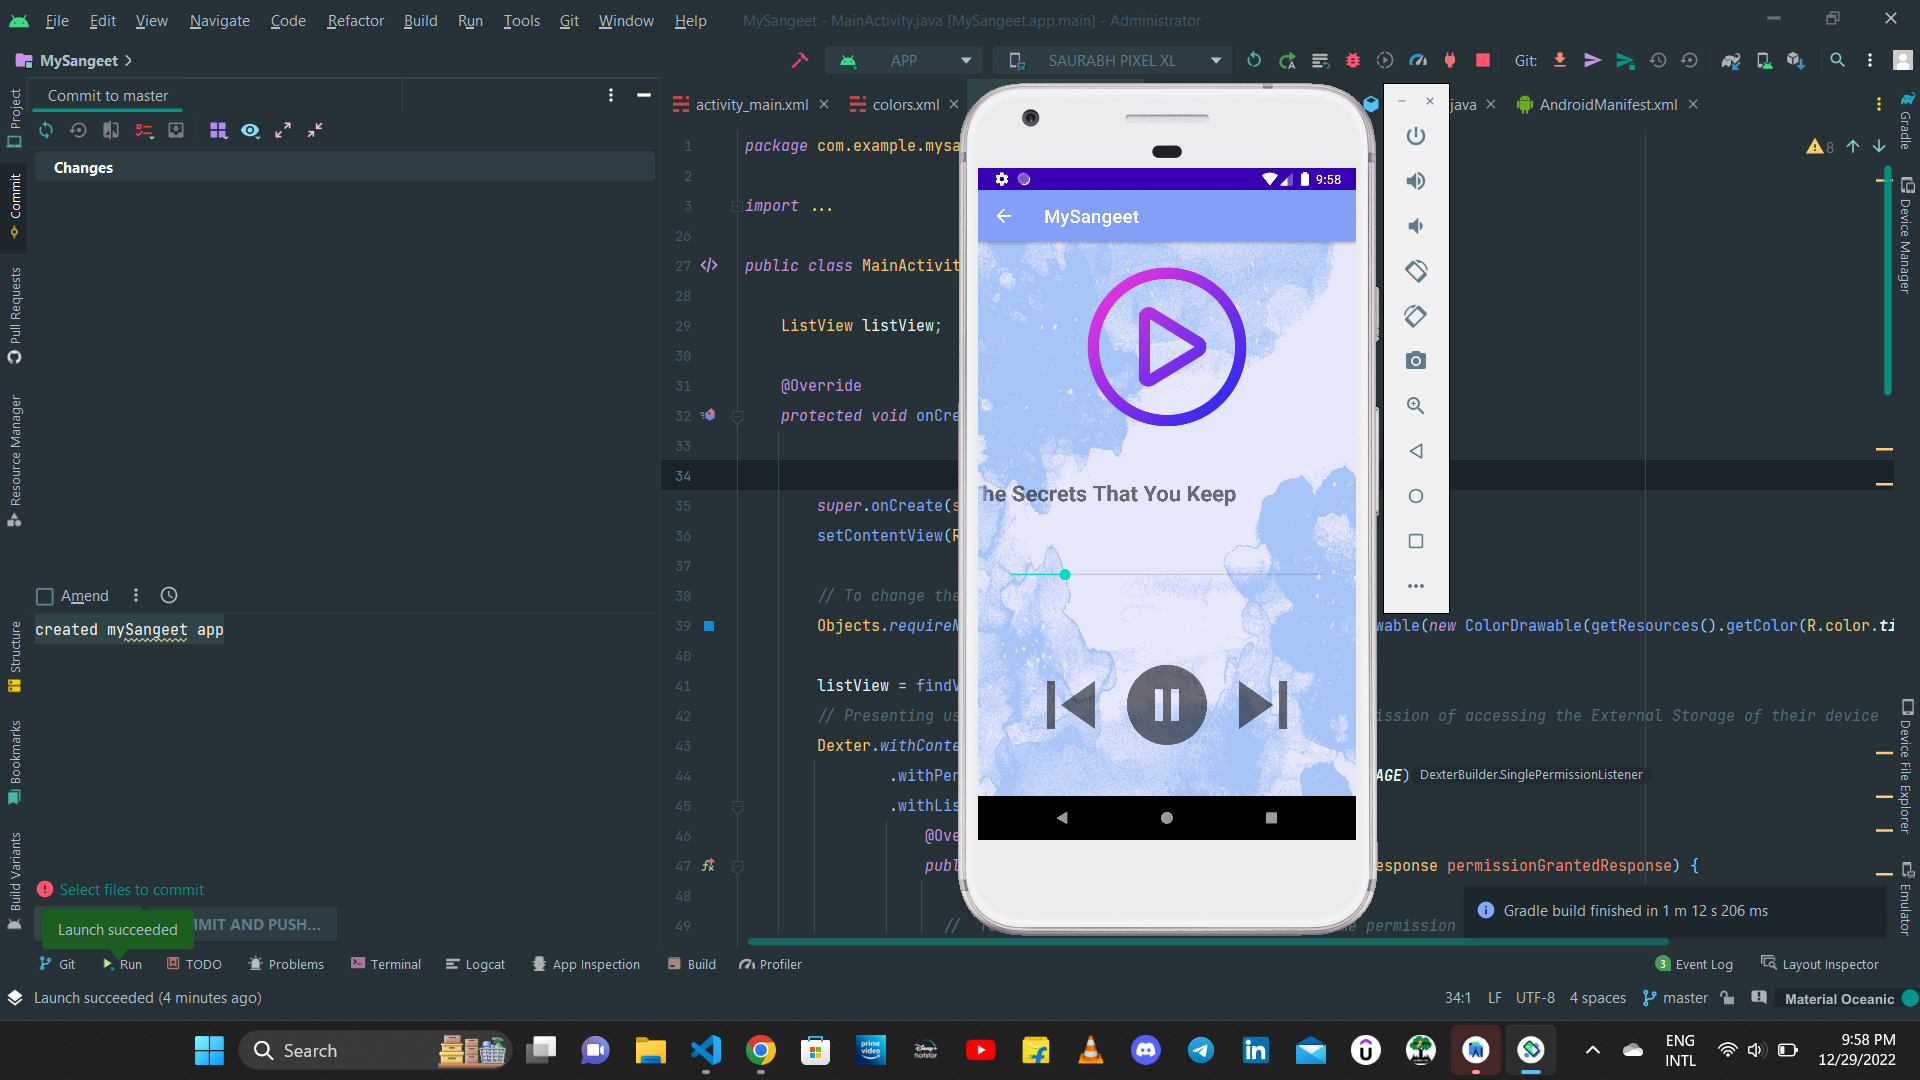 File Edit View Navigate Code Refactor Build Run Tools Git Window Help MySangeet - MainActivity.java [MySangeet.app.main] - Administrator
MySangeet
APP
SAURABH PIXEL XL
Git:
Commit to master
activity_main.xml
colors.xml
java
AndroidManifest.xml
Changes
8
1 package com.example.mysa
2
3 import ...
26
27 public class MainActivit
28
29 ListView listView;
30
31 @Override
32 protected void onCre
33
34
35 super.onCreate(s
36 setContentView(R
37
38 // To change the
39 Objects.requireN
wable(new ColorDrawable(getResources().getColor(R.color.ti
40
41 listView = findV
42 // Presenting us
ission of accessing the External Storage of their device
43 Dexter.withConte
44 .withPer
AGE) DexterBuilder.SinglePermissionListener
45 .withLis
46 @Ove
47 publ
esponse permissionGrantedResponse) {
48
49 //
me permission
9:58
MySangeet
he Secrets That You Keep
Amend
created mySangeet app
Select files to commit
MMIT AND PUSH...
Launch succeeded
Gradle build finished in 1 m 12 s 206 ms
Project
Commit
Pull Requests
Resource Manager
Structure
Bookmarks
Build Variants
Gradle
Device Manager
Device File Explorer
Emulator
Git Run TODO Problems Terminal Logcat App Inspection Build Profiler
3 Event Log Layout Inspector
Launch succeeded (4 minutes ago)
34:1 LF UTF-8 4 spaces master Material Oceanic
Search
prime video
disney+ hotstar
ENG
INTL
9:58 PM
12/29/2022